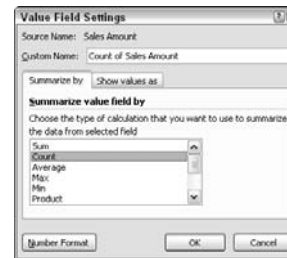 Value Field Settings
Source Name: Sales Amount
Custom Name: Count of Sales Amount
Summarize by Show values as
Summarize value field by
Choose the type of calculation that you want to use to summarize
the data from selected field
Sum
Count
Average
Max
Min
Product
Number Format
OK Cancel